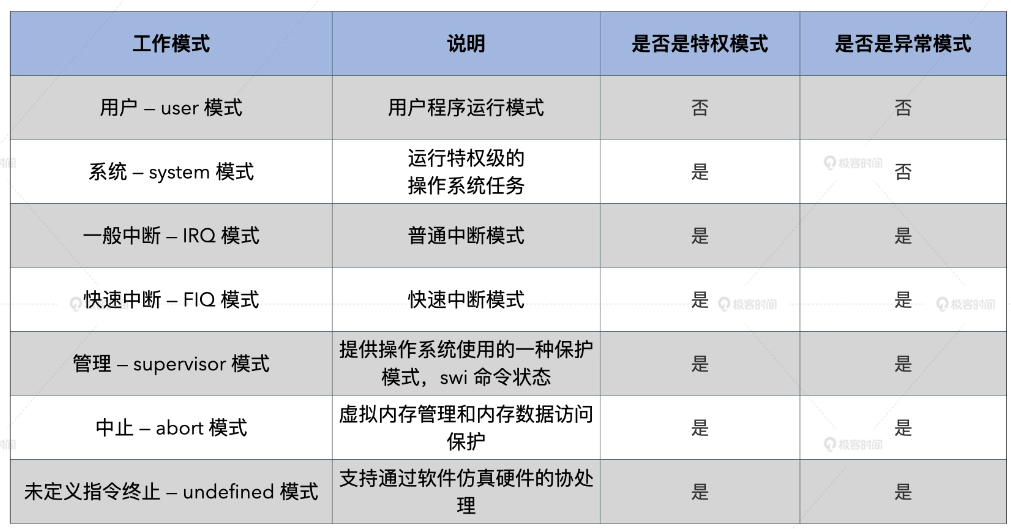 工作模式 说明 是否是特权模式 是否是异常模式
用户 – user 模式 用户程序运行模式 否 否
系统 – system 模式 运行特权级的
操作系统任务 是 否
一般中断 – IRQ 模式 普通中断模式 是 是
快速中断 – FIQ 模式 快速中断模式 是 是
管理 – supervisor 模式 提供操作系统使用的一种保护
模式，swi 命令状态 是 是
中止 – abort 模式 虚拟内存管理和内存数据访问
保护 是 是
未定义指令终止 – undefined 模式 支持通过软件仿真硬件的协处
理 是 是
极客时间
极客时间
极客时间
极客时间
极客时间
时间
时间